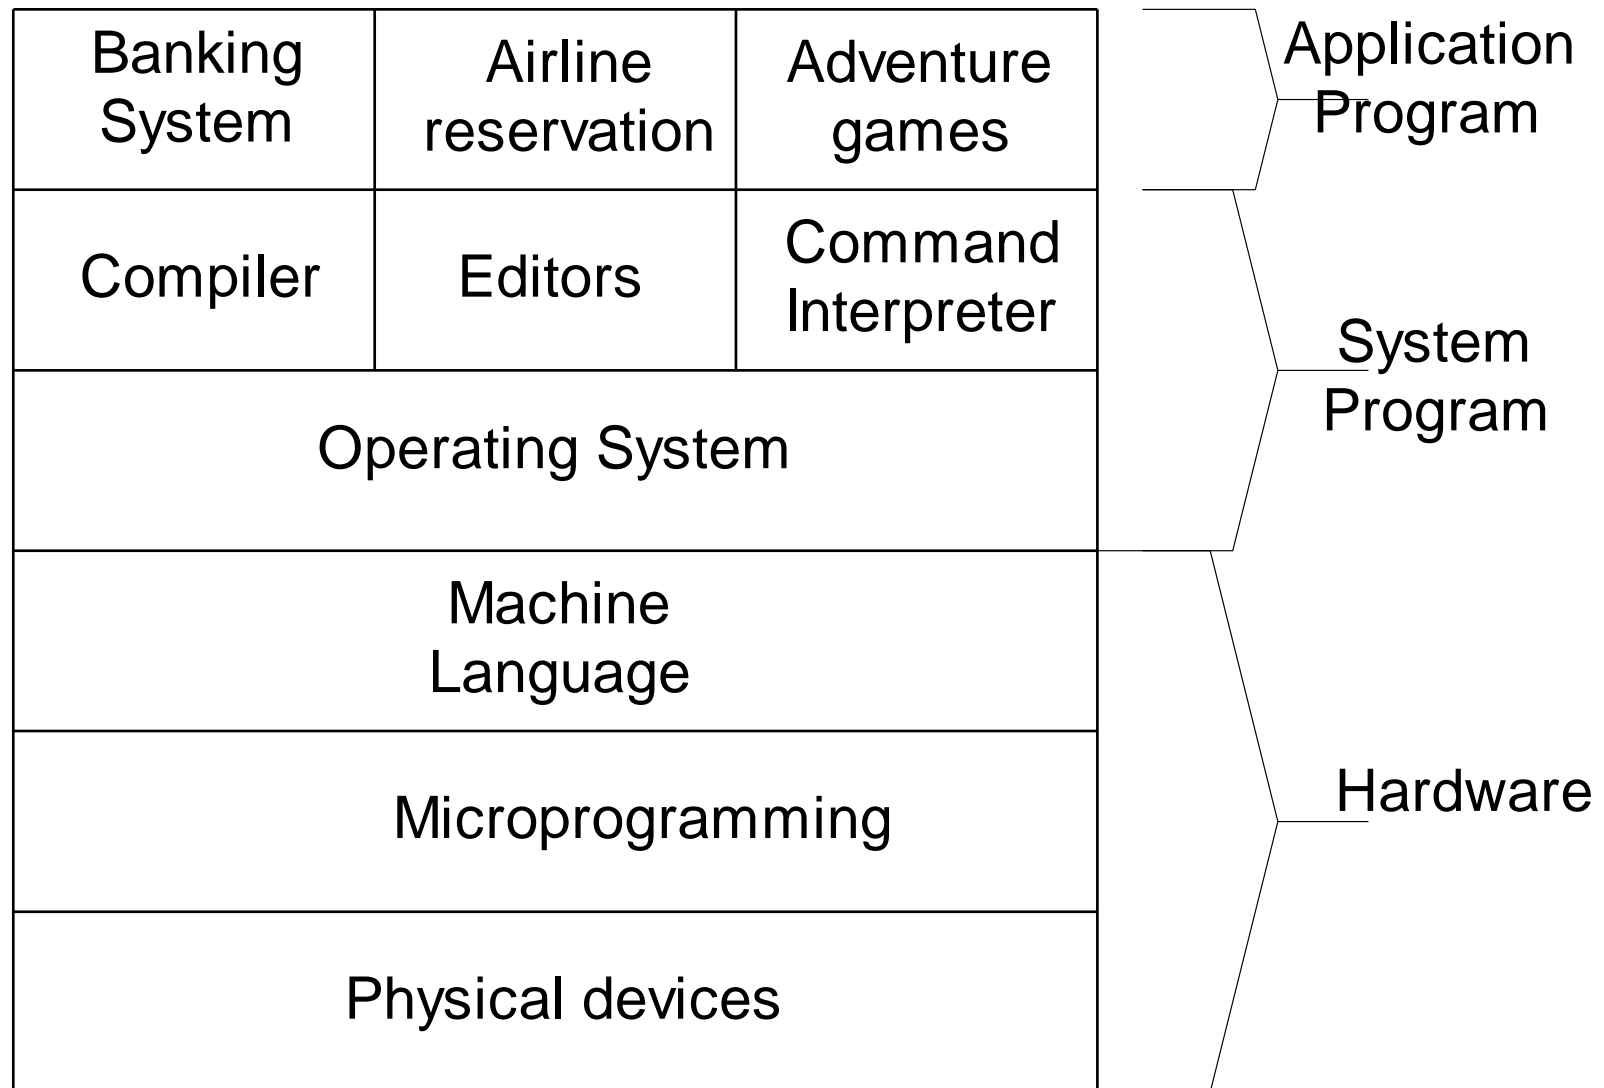 Banking
System
Airline
reservation
Adventure
games
Application
Program
Compiler
Editors
Command
Interpreter
System
Program
Operating System
Machine
Language
Microprogramming
Hardware
Physical devices